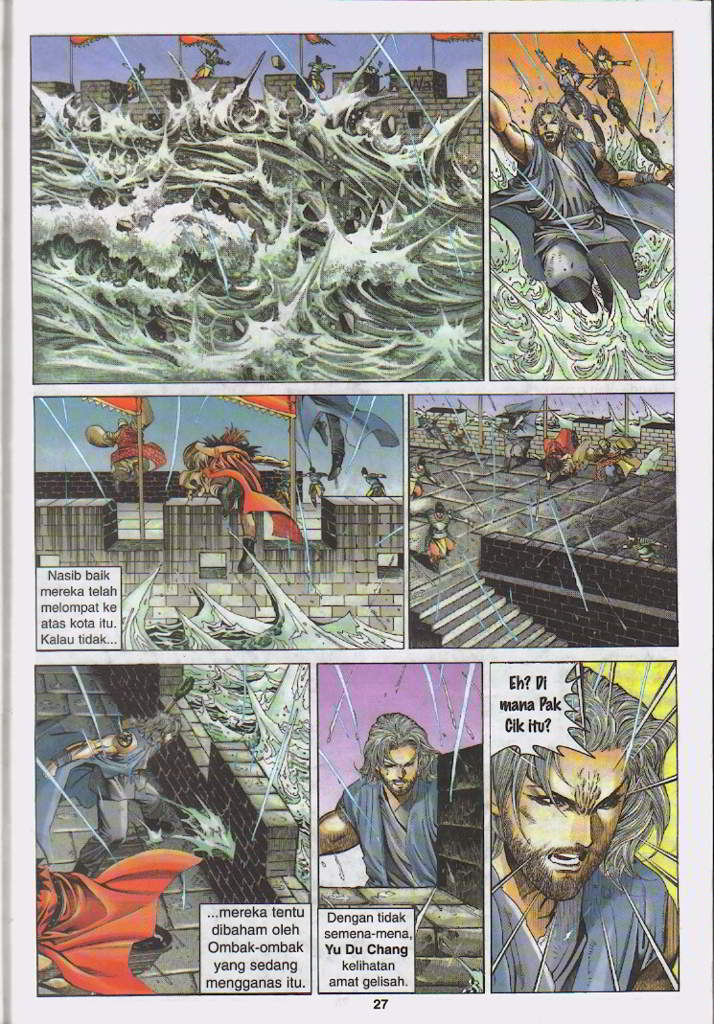 Nasib baik
mereka telah
melompat ke
atas kota itu.
Kalau tidak...
...mereka tentu
dibaham oleh
Ombak-ombak
yang sedang
mengganas itu.
Dengan tidak
semena-mena,
Yu Du Chang
kelihatan
amat gelisah.
Eh? Di
mana Pak
Cik itu?
27